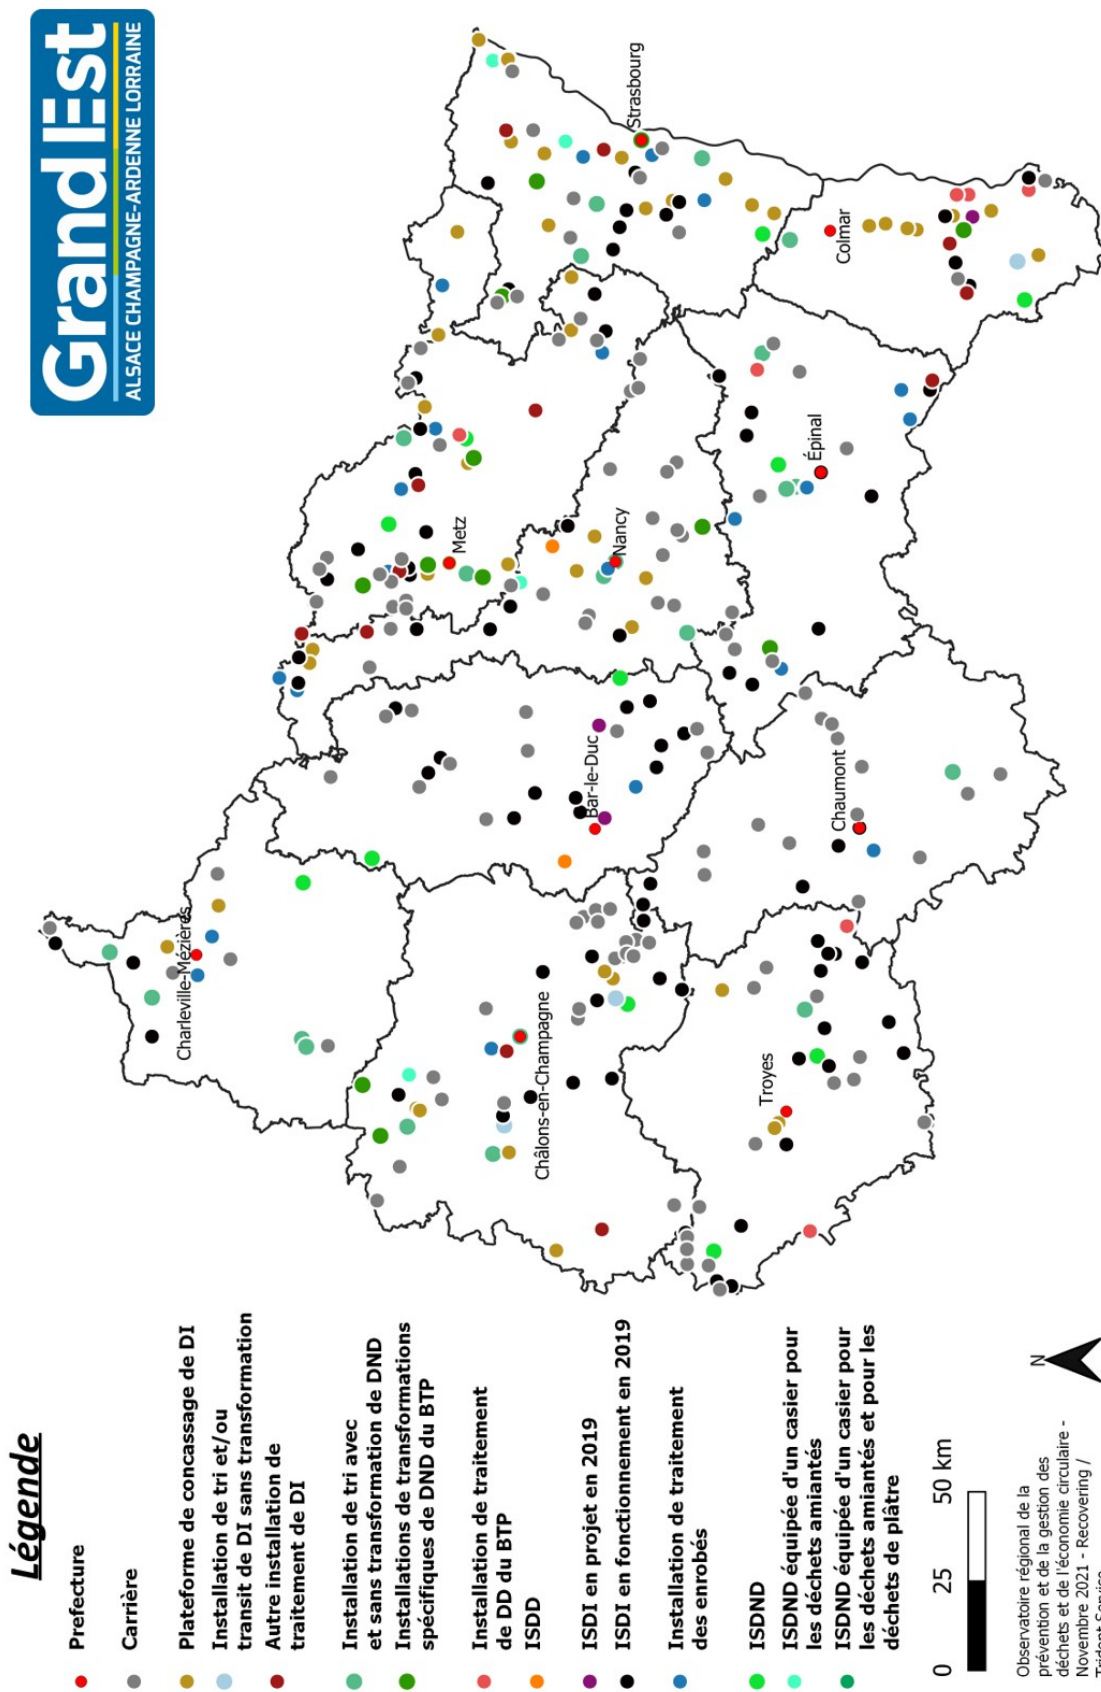 Grand Est
ALSACE CHAMPAGNE-ARDENNE LORRAINE
Charleville-Mézières
Châlons-en-Champagne
Troyes
Bar-le-Duc
Chaumont
Metz
Nancy
Épinal
Strasbourg
Colmar
Légende
Prefecture
Carrière
Plateforme de concassage de DI
Installation de tri et/ou
transit de DI sans transformation
Autre installation de
traitement de DI
Installation de tri avec
et sans transformation de DND
Installations de transformations
spécifiques de DND du BTP
Installation de traitement
de DD du BTP
ISDD
ISDI en projet en 2019
ISDI en fonctionnement en 2019
Installation de traitement
des enrobés
ISDND
ISDND équipée d'un casier pour
les déchets amiantés
ISDND équipée d'un casier pour
les déchets amiantés et pour les
déchets de plâtre
0 25 50 km
N
Observatoire régional de la
prévention et de la gestion des
déchets et de l'économie circulaire -
Novembre 2021 - Recovering /
Trident Service